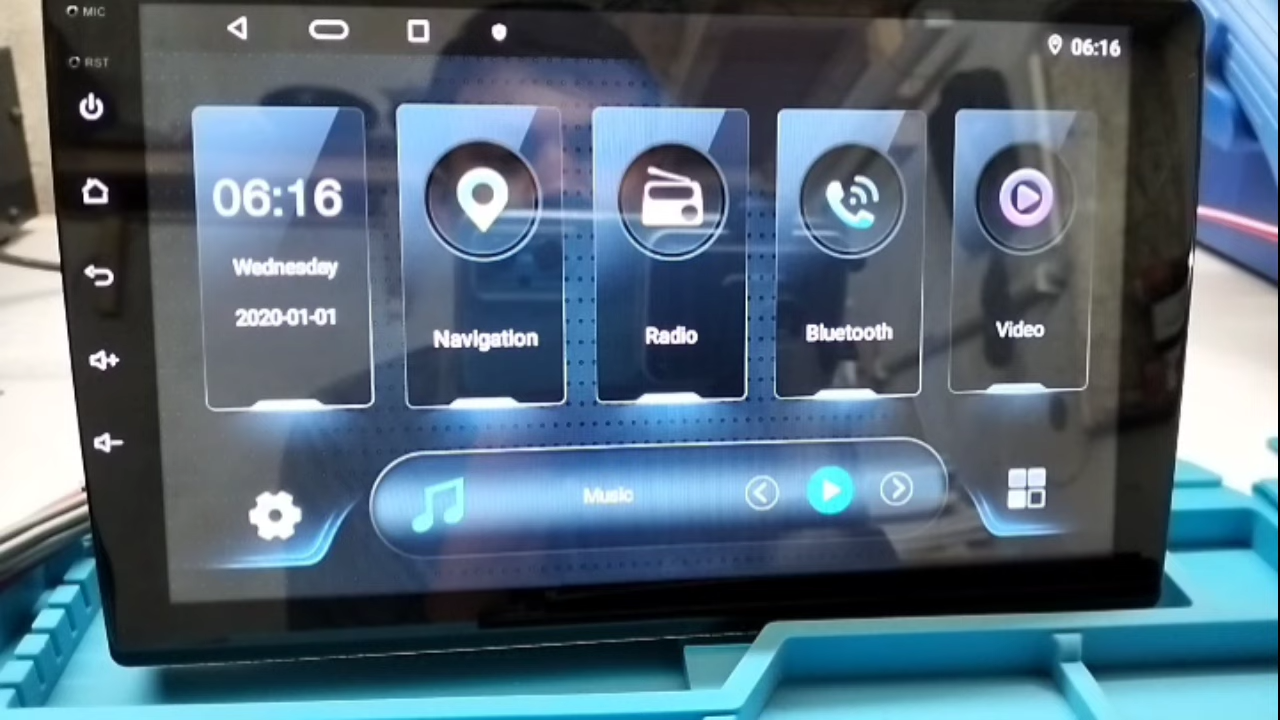 MIC
RST
06:16
06:16
Wednesday
2020-01-01
Navigation
Radio
Bluetooth
Video
Music